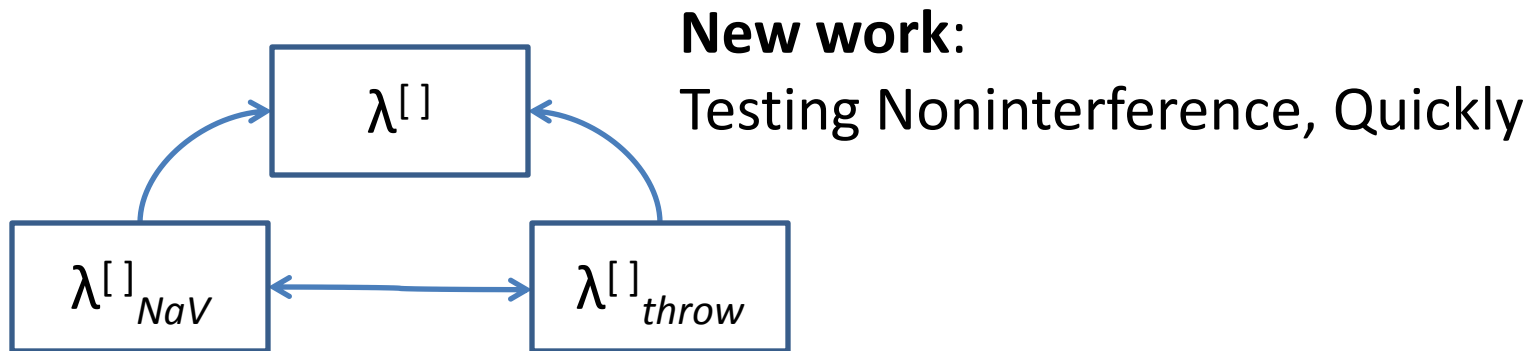 New work:
Testing Noninterference, Quickly
λ[ ]
λ[ ]NaV
λ[ ]throw